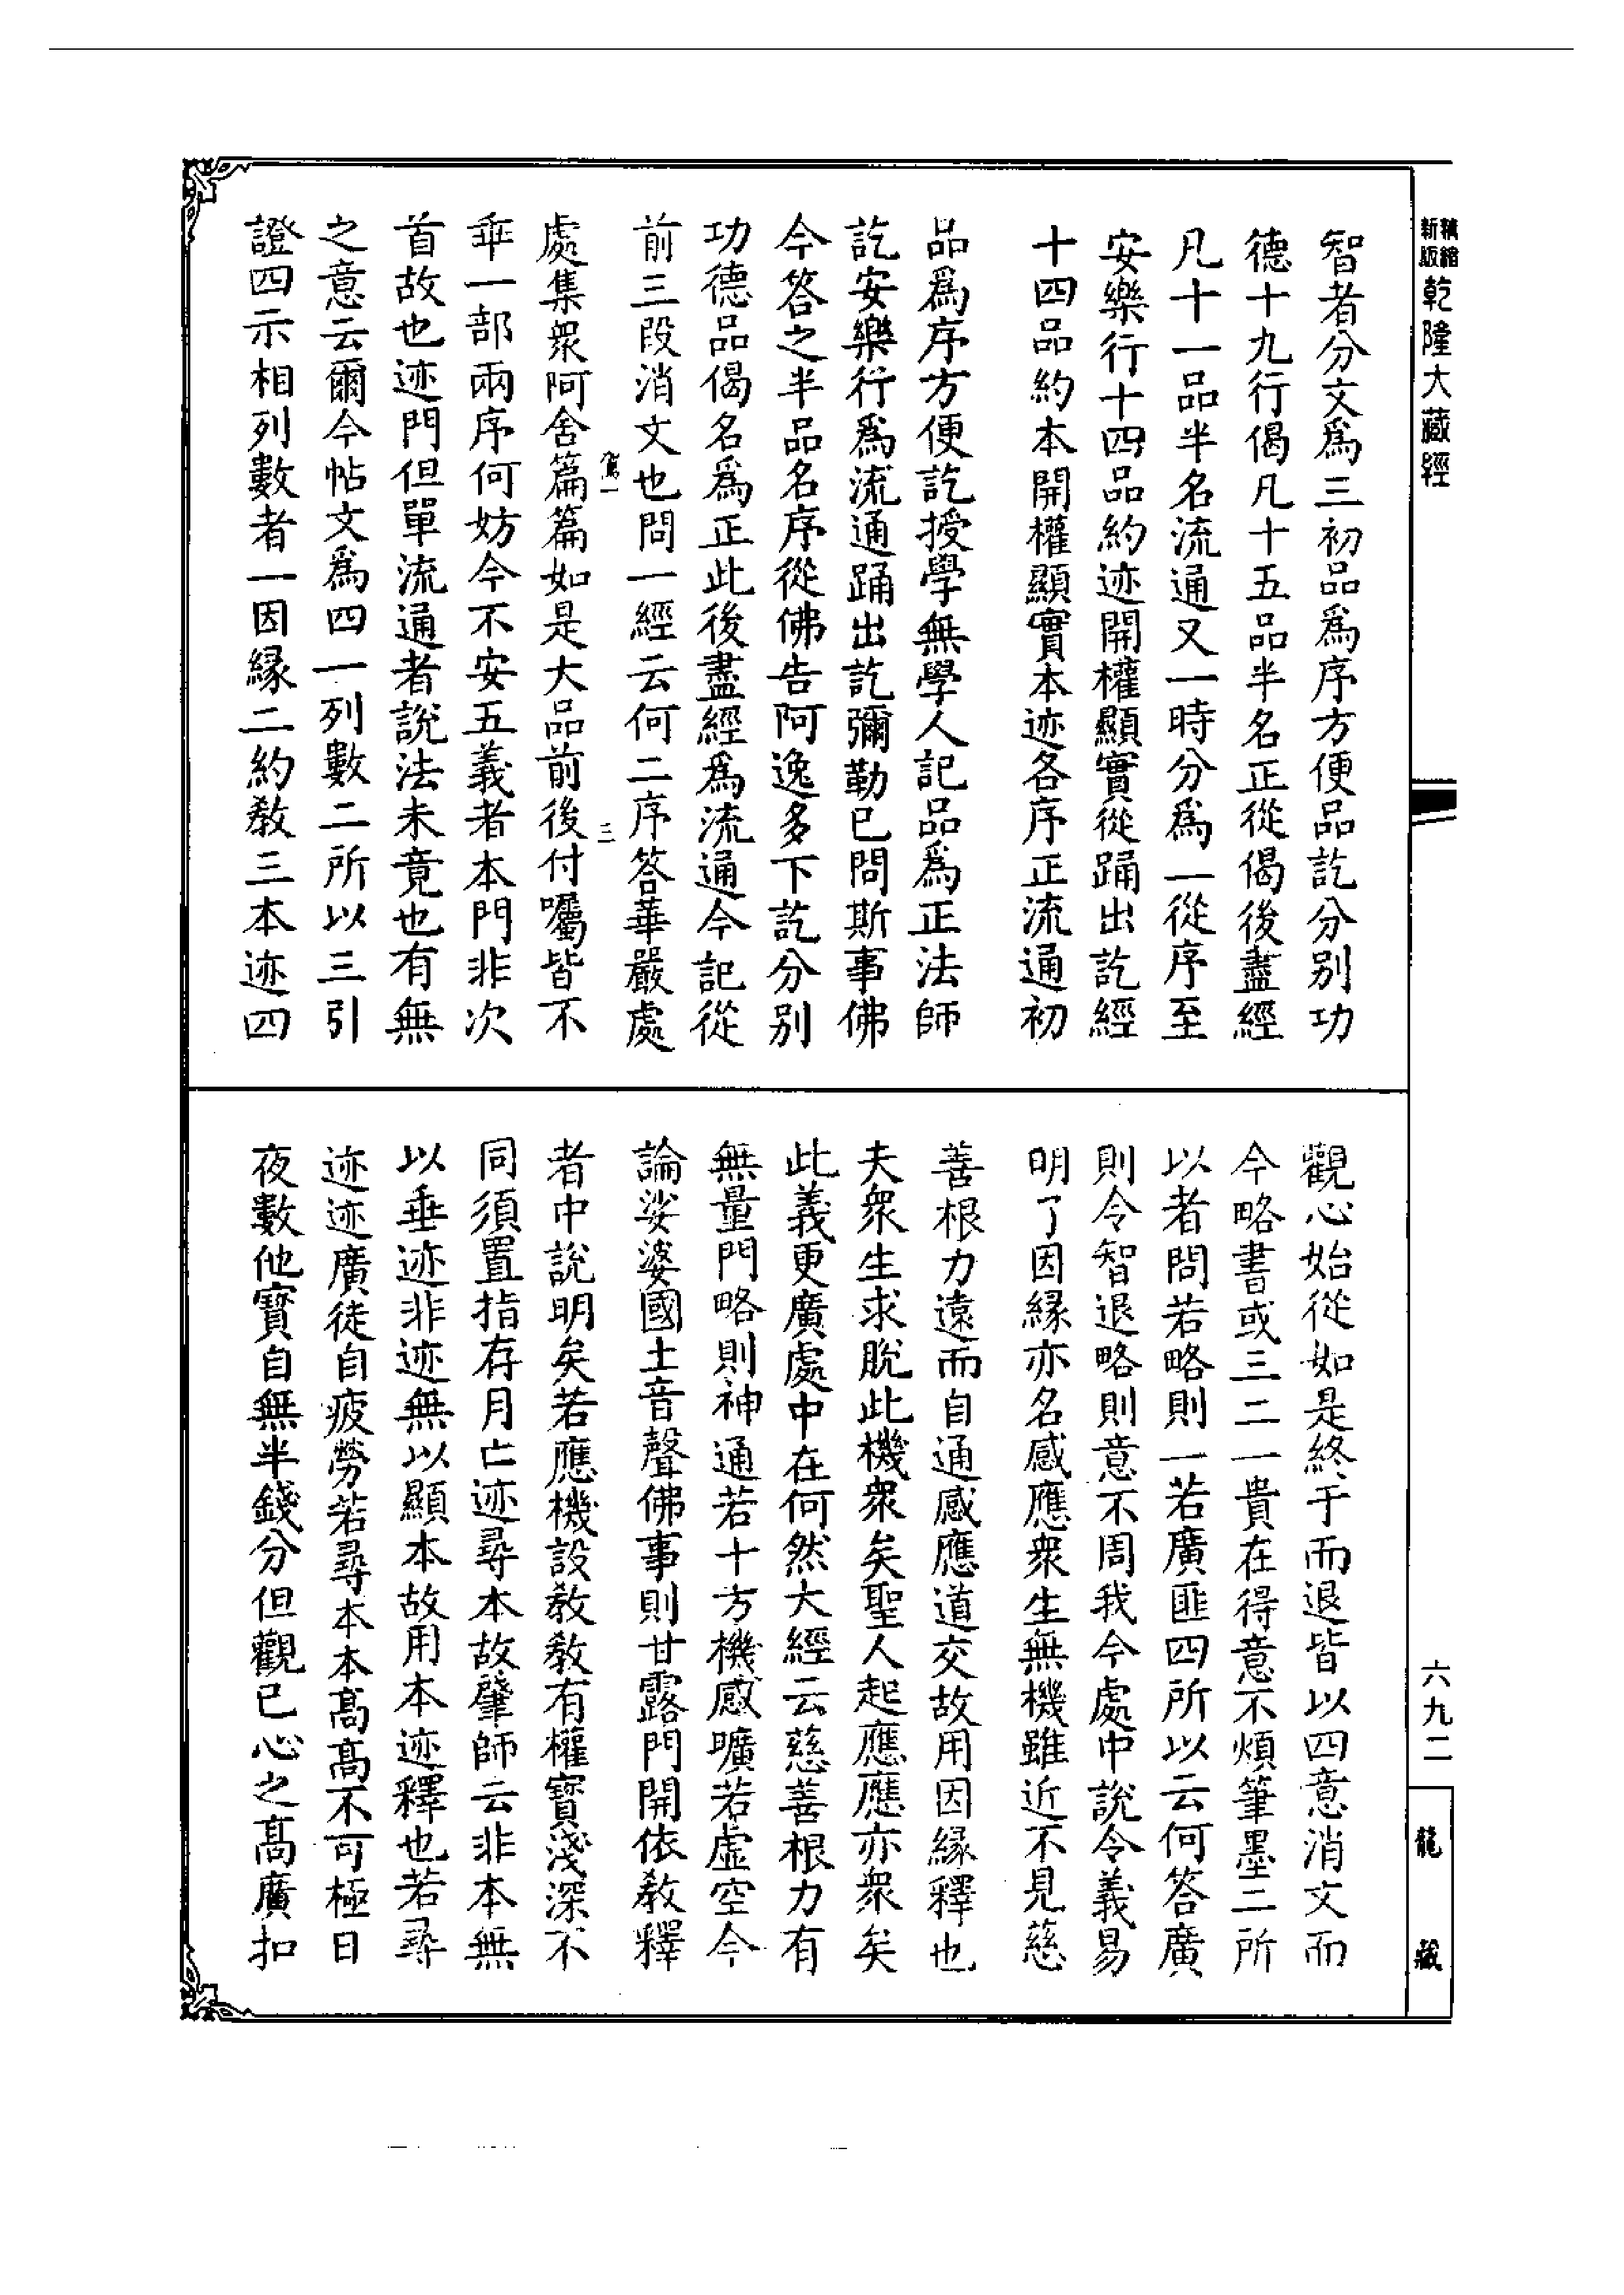 新版精縮乾隆大藏經
智者分文爲三初品爲序方便品訖分別功
德十九行偈凡十五品半名正從偈後盡經
凡十一品半名流通又一時分爲一從序至
安樂行十四品約迹開權顯實從踊出訖經
十四品約本開權顯實本迹各序正流通初
品爲序方便訖授學無學人記品爲正法師
訖安樂行爲流通踊出訖彌勒已問斯事佛
今答之半品名序從佛告阿逸多下訖分別
功德品偈名爲正此後盡經爲流通今記從
前三段消文也問一經云何二序答華嚴處
三
處集衆阿舍篇篇如是大品前後付囑皆不
乖一部兩序何妨今不安五義者本門非次
首故也迹門但單流通者說法未竟也有無
之意云爾今帖文爲四一列數二所以三引
證四示相列數者一因縁二約教三本迹四
觀心始從如是終于而退皆以四意消文而
今略書或三二一貴在得意不煩筆墨二所
以者問若略則一若廣匪四所以云何答廣
則令智退略則意不周我今處中說令義易
明了因縁亦名感應衆生無機雖近不見慈
善根力遠而自通感應道交故用因縁釋也
夫衆生求脫此機衆矣聖人起應應亦衆矣
此義更廣處中在何然大經云慈善根力有
無量門略則神通若十方機感曠若虛空今
論娑婆國土音聲佛事則甘露門開依教釋
者中說明矣若應機設教教有權實淺深不
同須置指存月亡迹尋本故肇師云非本無
以垂迹非迹無以顯本故用本迹釋也若尋
迹迹廣徒自疲勞若尋本本高高不可極日
夜數他寳自無半錢分但觀已心之高廣扣
六九二
龍藏